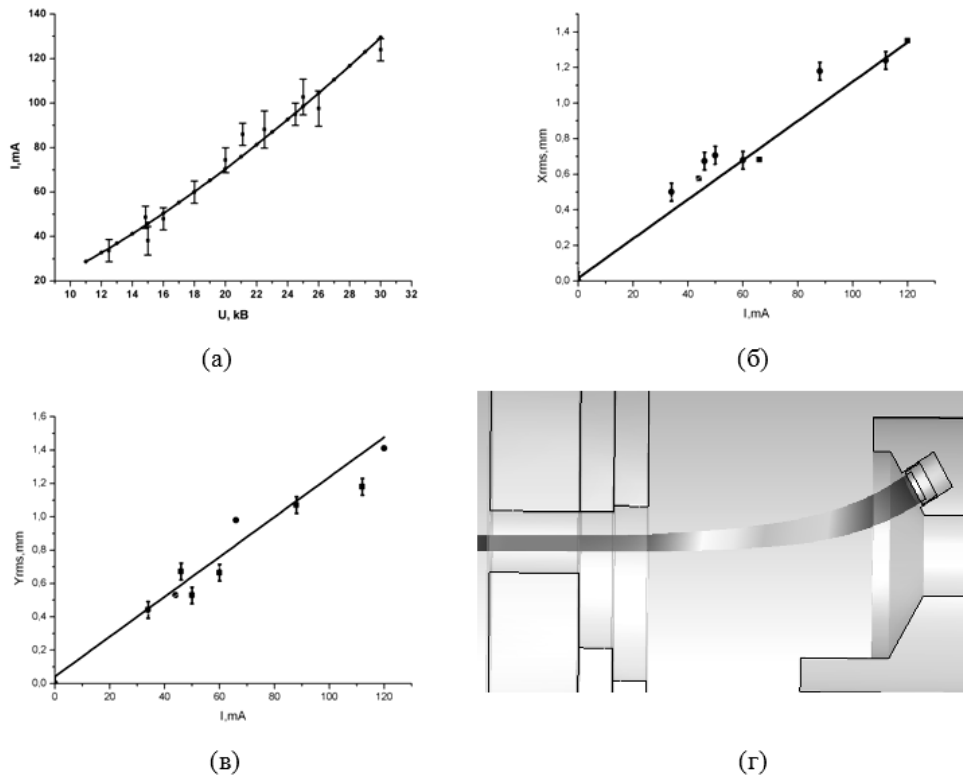 140
120
100
80
60
40
20
I,mA
10 12 14 16 18 20 22 24 26 28 30 32
U, kB
(а)
1,4
1,2
1,0
0,8
0,6
0,4
0,2
0,0
Xrms,mm
0 20 40 60 80 100 120
I,mA
(б)
1,6
1,4
1,2
1,0
0,8
0,6
0,4
0,2
0,0
Yrms,mm
0 20 40 60 80 100 120
I,mA
(в)
(г)